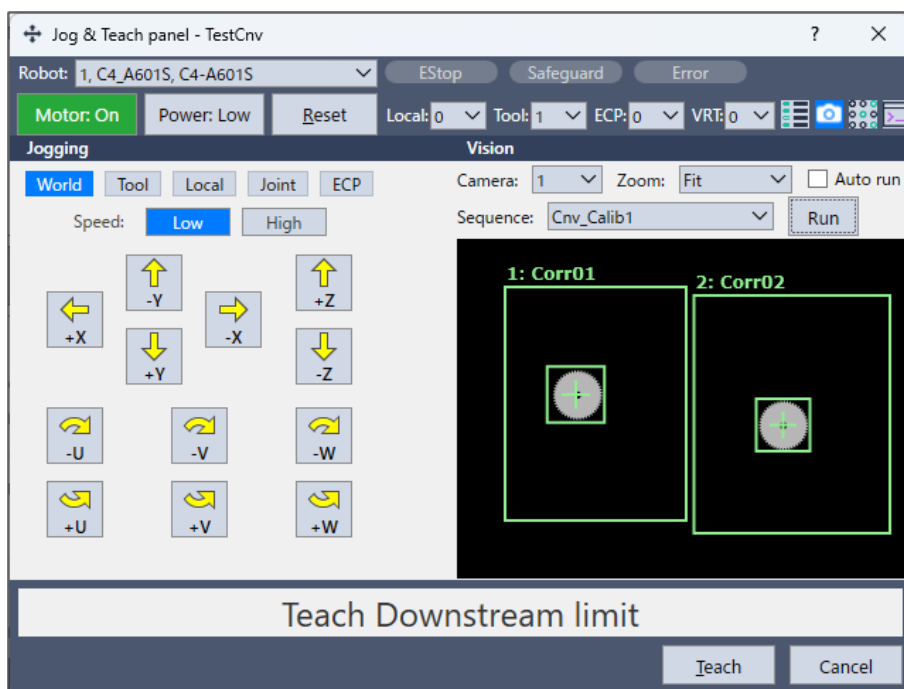 Jog & Teach panel - TestCnv ? ×
Robot: 1, C4_A601S, C4-A601S EStop Safeguard Error
Motor: On Power: Low Reset Local: 0 Tool: 1 ECP: 0 VRT: 0
Jogging
World Tool Local Joint ECP
Speed: Low High
-Y +Z
+X -X
+Y -Z
-U -V -W
+U +V +W
Vision
Camera: 1 Zoom: Fit Auto run
Sequence: Cnv_Calib1 Run
1: Corr01
2: Corr02
Teach Downstream limit
Teach Cancel